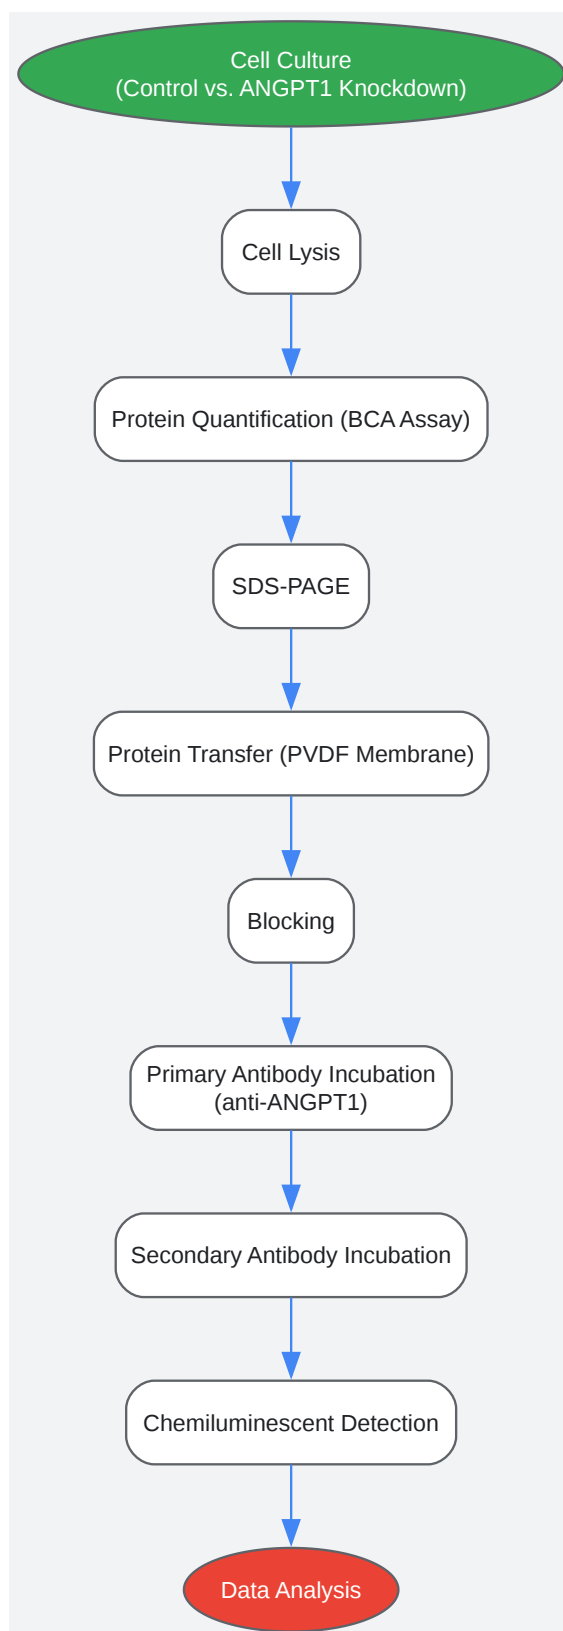 Cell Culture
(Control vs. ANGPT1 Knockdown)
Cell Lysis
Protein Quantification (BCA Assay)
SDS-PAGE
Protein Transfer (PVDF Membrane)
Blocking
Primary Antibody Incubation
(anti-ANGPT1)
Secondary Antibody Incubation
Chemiluminescent Detection
Data Analysis